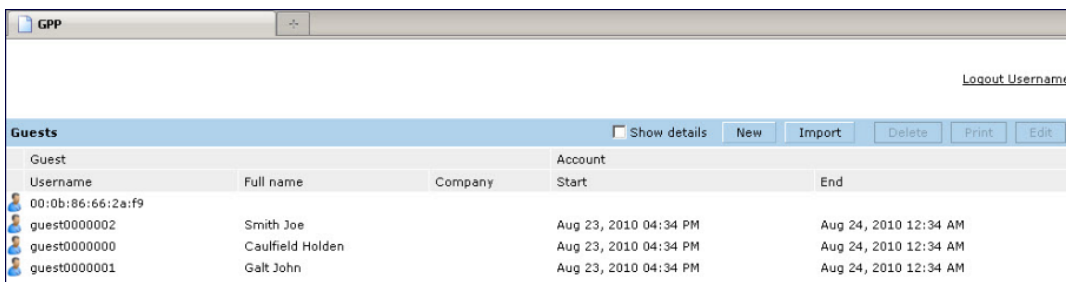 GPP
Logout Username
Guests Show details New Import Delete Print Edit
Guest Account
Username Full name Company Start End
00:0b:86:66:2a:f9
guest0000002 Smith Joe Aug 23, 2010 04:34 PM Aug 24, 2010 12:34 AM
guest0000000 Caulfield Holden Aug 23, 2010 04:34 PM Aug 24, 2010 12:34 AM
guest0000001 Galt John Aug 23, 2010 04:34 PM Aug 24, 2010 12:34 AM